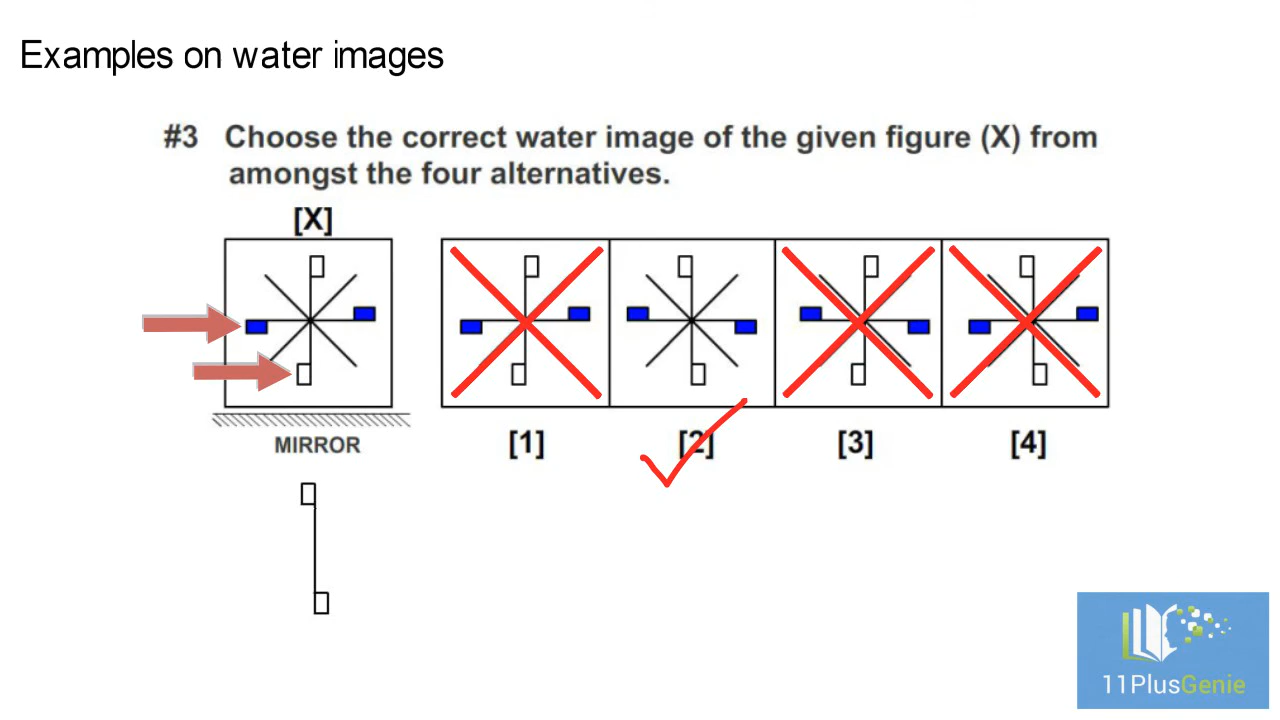 Examples on water images
#3 Choose the correct water image of the given figure (X) from
amongst the four alternatives.
[X]
MIRROR
[1] [2] [3] [4]
11PlusGenie